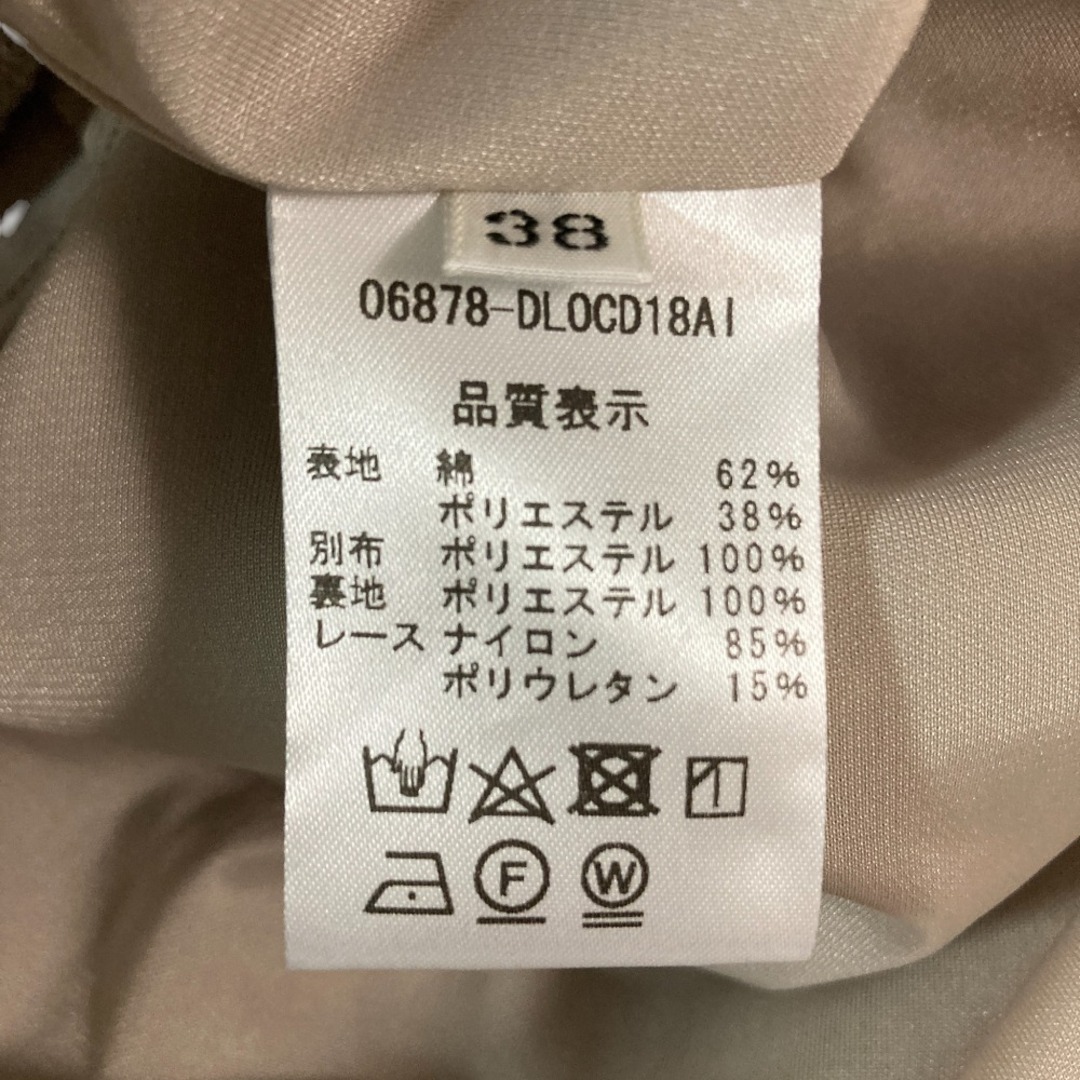 38
06878-DLOCD18AI
品質表示
表地 綿 62%
ポリエステル 38%
別布 ポリエステル 100%
裏地 ポリエステル 100%
レース ナイロン 85%
ポリウレタン 15%
F W